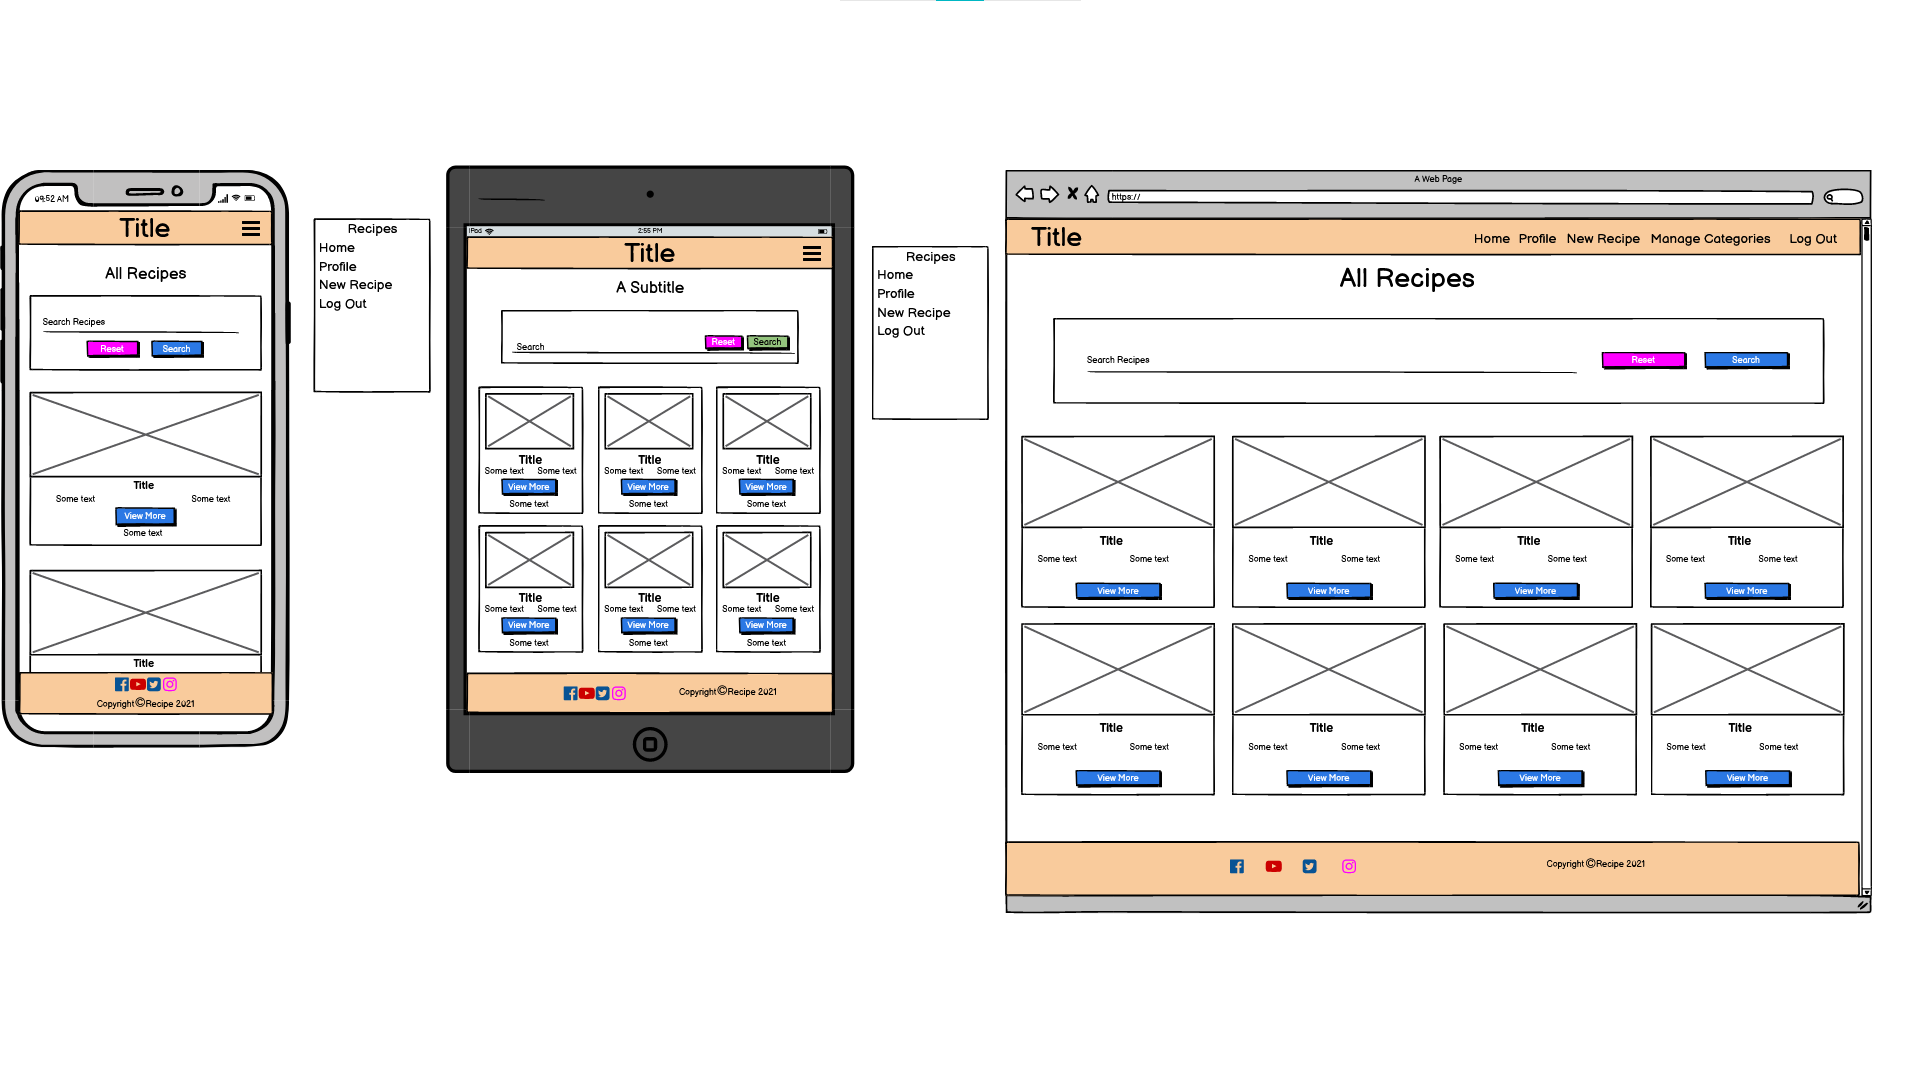 09:52 AM
Title
All Recipes
Search Recipes
Reset Search
Title
Some text Some text
View More
Some text
Title
Copyright©Recipe 2021
Recipes
Home
Profile
New Recipe
Log Out
iPad 2:55 PM
Title
A Subtitle
Search Reset Search
Title Title Title
Some text Some text Some text Some text Some text Some text
View More View More View More
Some text Some text Some text
Title Title Title
Some text Some text Some text Some text Some text Some text
View More View More View More
Some text Some text Some text
Copyright©Recipe 2021
Recipes
Home
Profile
New Recipe
Log Out
A Web Page
https://
Title Home Profile New Recipe Manage Categories Log Out
All Recipes
Search Recipes Reset Search
Title Title Title Title
Some text Some text Some text Some text Some text Some text Some text Some text
View More View More View More View More
Title Title Title Title
Some text Some text Some text Some text Some text Some text Some text Some text
View More View More View More View More
Copyright©Recipe 2021